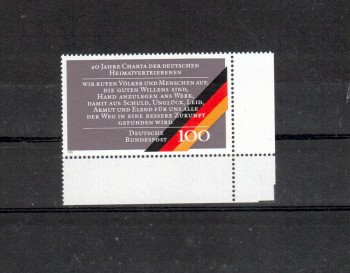 40 JAHRE CHARTA DER DEUTSCHEN
HEIMATVERTRIEBENEN
WIR RUFEN VÖLKER UND MENSCHEN AUF,
DIE GUTEN WILLENS SIND,
HAND ANZULEGEN ANS WERK,
DAMIT AUS SCHULD, UNGLÜCK, LEID,
ARMUT UND ELEND FÜR UNS ALLE
DER WEG IN EINE BESSERE ZUKUNFT
GEFUNDEN WIRD.
DEUTSCHE
BUNDESPOST 100